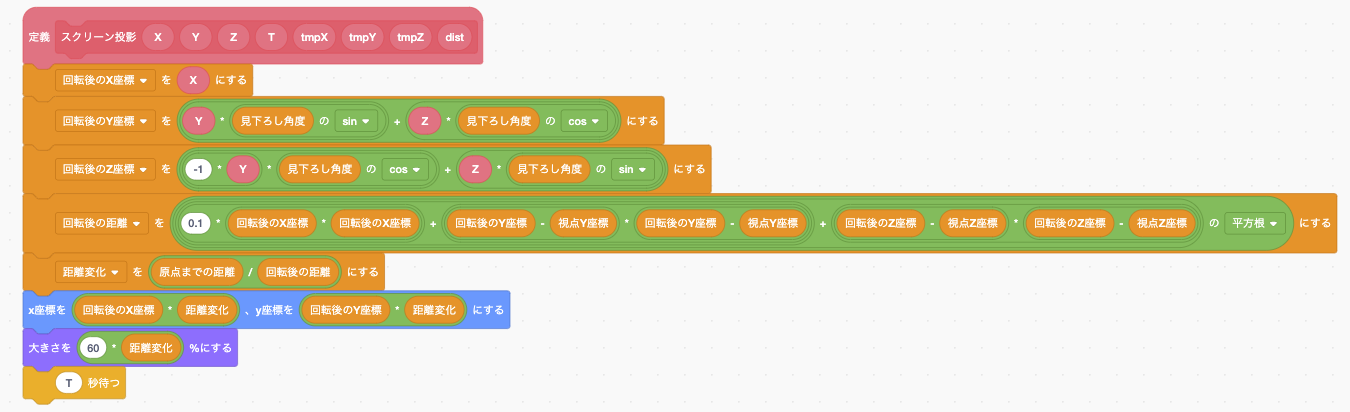 定義 スクリーン投影 X Y Z T tmpX tmpY tmpZ dist
回転後のX座標 を X にする
回転後のY座標 を Y * 見下ろし角度 の sin + Z * 見下ろし角度 の cos にする
回転後のZ座標 を -1 * Y * 見下ろし角度 の cos + Z * 見下ろし角度 の sin にする
回転後の距離 を 0.1 * 回転後のX座標 * 回転後のX座標 + 回転後のY座標 - 視点Y座標 * 回転後のY座標 - 視点Y座標 + 回転後のZ座標 - 視点Z座標 * 回転後のZ座標 - 視点Z座標 の 平方根 にする
距離変化 を 原点までの距離 / 回転後の距離 にする
x座標を 回転後のX座標 * 距離変化 、y座標を 回転後のY座標 * 距離変化 にする
大きさを 60 * 距離変化 %にする
T 秒待つ